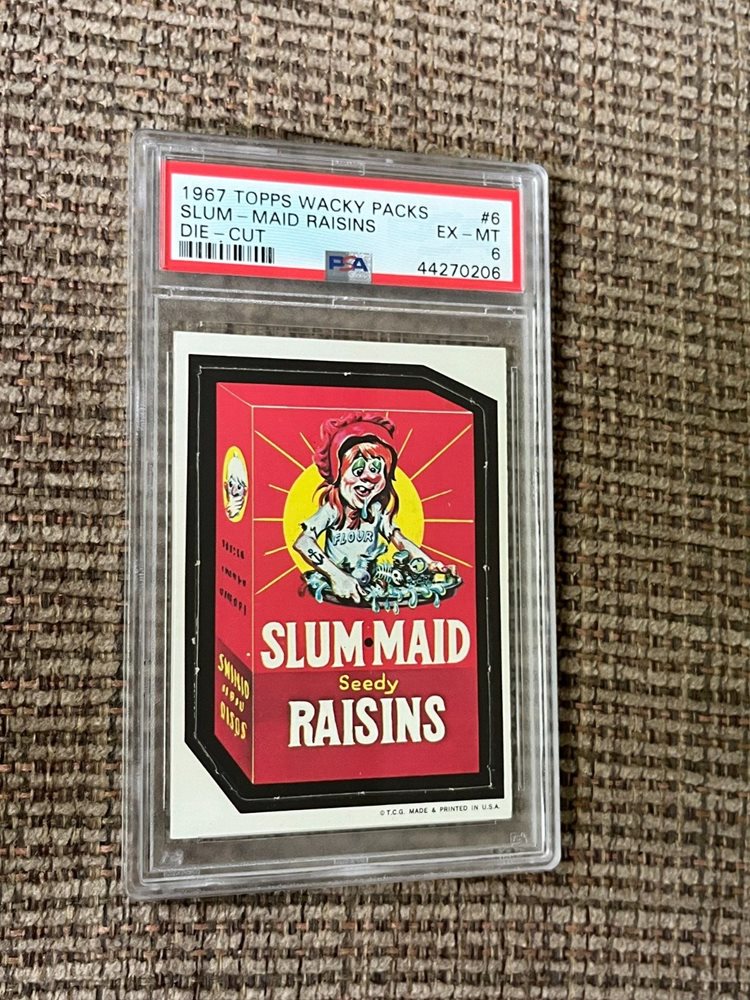 1967 TOPPS WACKY PACKS #6
SLUM-MAID RAISINS EX-MT
DIE-CUT 6
PSA 44270206
FLOUR
SLUM•MAID
Seedy
RAISINS
©T.C.G. MADE & PRINTED IN U.S.A.